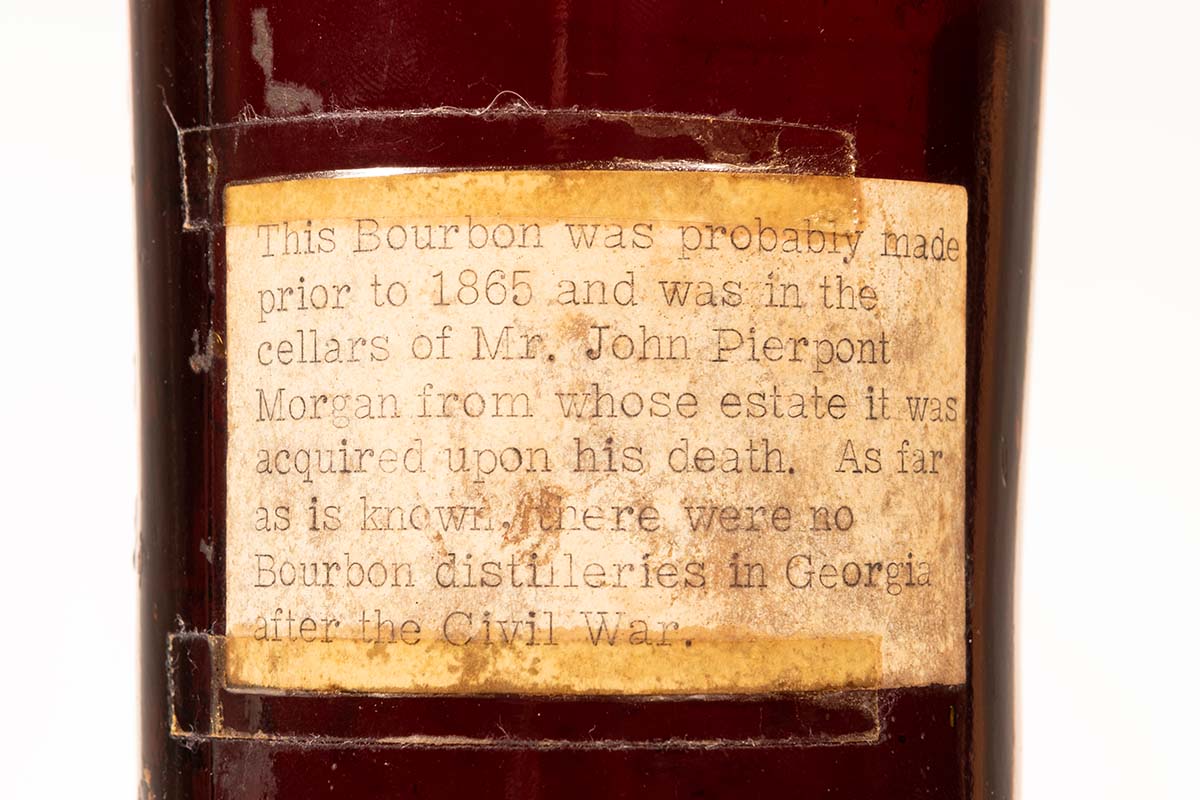 This Bourbon was probably made
prior to 1865 and was in the
cellars of Mr. John Pierpont
Morgan from whose estate it was
acquired upon his death. As far
as is known, there were no
Bourbon distilleries in Georgia
after the Civil War.